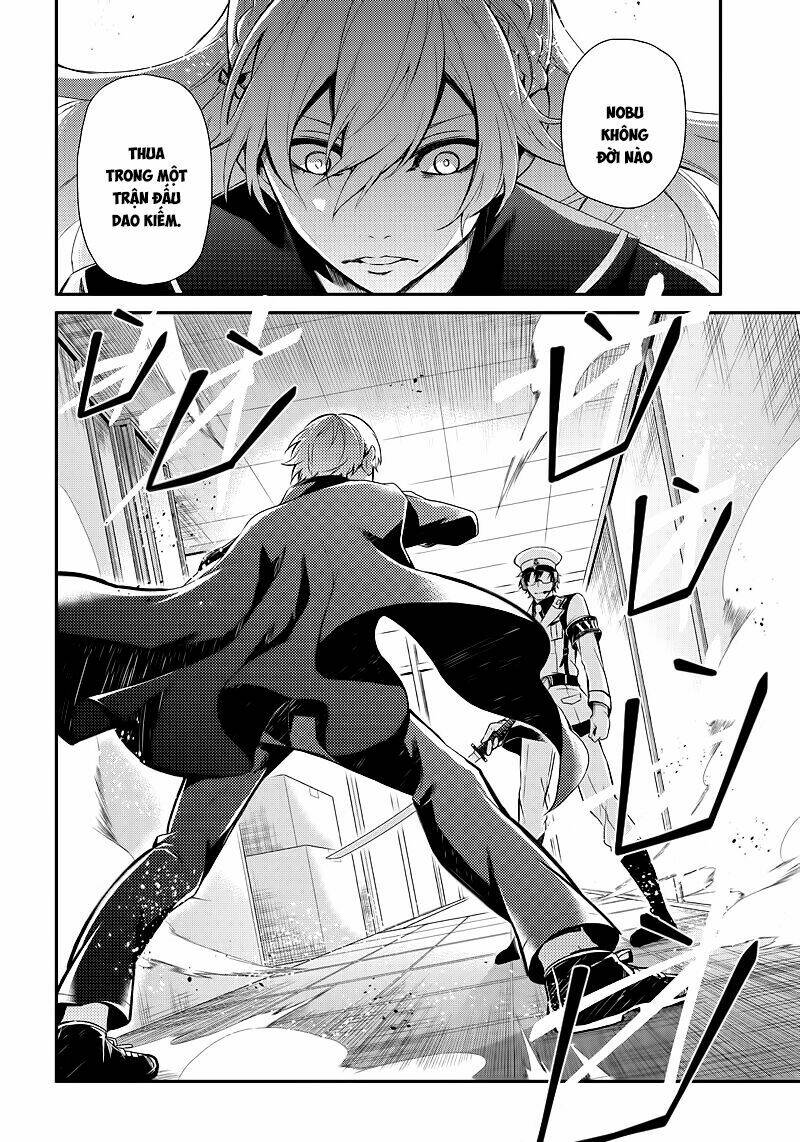 NOBU
KHÔNG
ĐỜI NÀO
THUA
TRONG MỘT
TRẬN ĐẤU
DAO KIẾM.